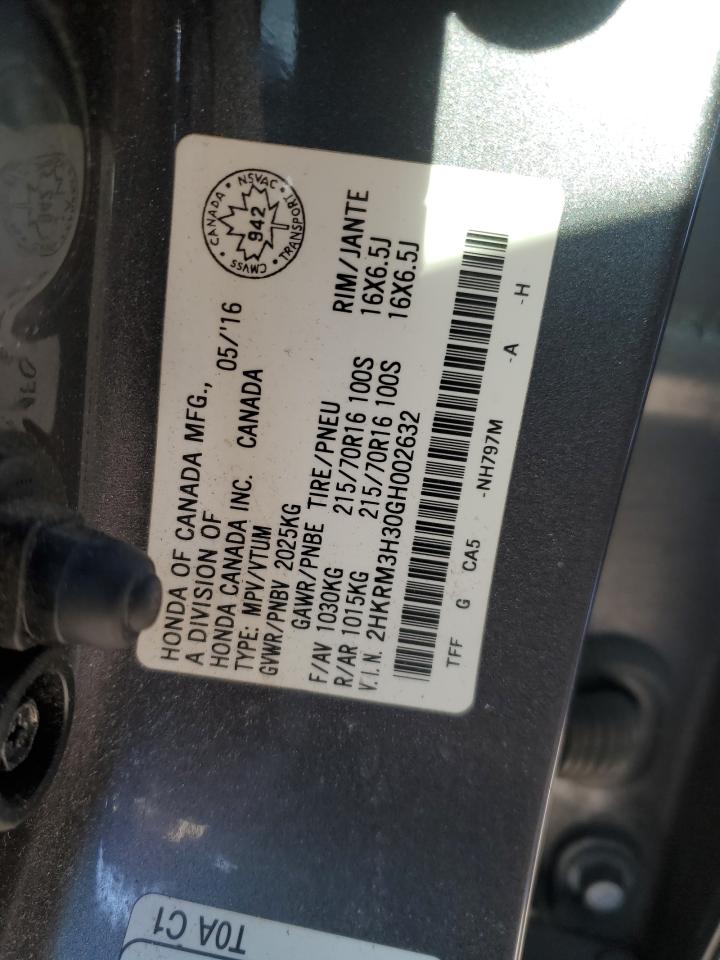 HONDA OF CANADA MFG., 05/'16
A DIVISION OF
HONDA CANADA INC. CANADA
TYPE: MPV/VTUM
GVWR/PNBV 2025KG
GAWR/PNBE TIRE/PNEU RIM/JANTE
F/AV 1030KG 215/70R16 100S 16X6.5J
R/AR 1015KG 215/70R16 100S 16X6.5J
V.I.N. 2HKRM3H30GH002632
TFF G CA5 -NH797M -A -H
CANADA • NSVAC • TRANSPORT • CMVSS •
942
T0A C1